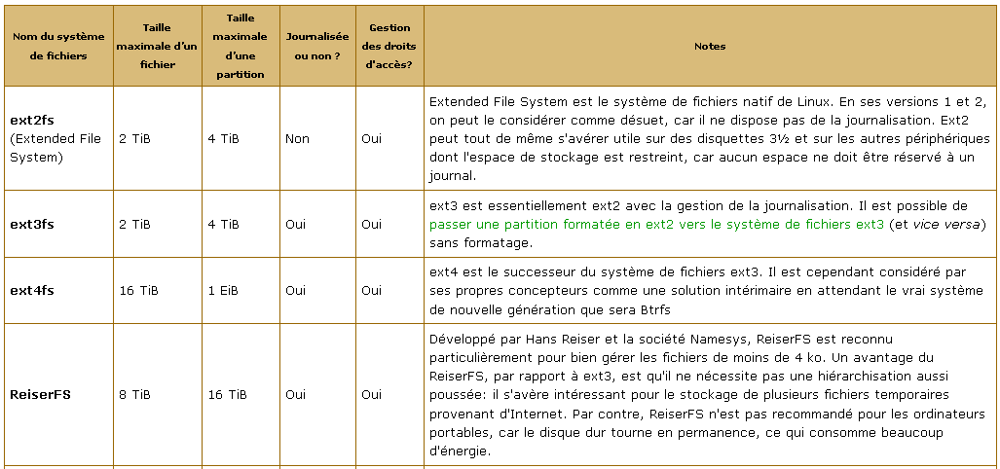 Nom du système
de fichiers
Taille
maximale d’un
fichier
Taille
maximale
d’une
partition
Journalisée
ou non ?
Gestion
des droits
d'accès?
Notes
ext2fs
(Extended File
System)
2 TiB
4 TiB
Non
Oui
Extended File System est le système de fichiers natif de Linux. En ses versions 1 et 2,
on peut le considérer comme désuet, car il ne dispose pas de la journalisation. Ext2
peut tout de même s'avérer utile sur des disquettes 3½ et sur les autres périphériques
dont l'espace de stockage est restreint, car aucun espace ne doit être réservé à un
journal.
ext3fs
2 TiB
4 TiB
Oui
Oui
ext3 est essentiellement ext2 avec la gestion de la journalisation. Il est possible de
passer une partition formatée en ext2 vers le système de fichiers ext3 (et vice versa)
sans formatage.
ext4fs
16 TiB
1 EiB
Oui
Oui
ext4 est le successeur du système de fichiers ext3. Il est cependant considéré par
ses propres concepteurs comme une solution intérimaire en attendant le vrai système
de nouvelle génération que sera Btrfs
ReiserFS
8 TiB
16 TiB
Oui
Oui
Développé par Hans Reiser et la société Namesys, ReiserFS est reconnu
particulièrement pour bien gérer les fichiers de moins de 4 ko. Un avantage du
ReiserFS, par rapport à ext3, est qu'il ne nécessite pas une hiérarchisation aussi
poussée: il s'avère intéressant pour le stockage de plusieurs fichiers temporaires
provenant d'Internet. Par contre, ReiserFS n'est pas recommandé pour les ordinateurs
portables, car le disque dur tourne en permanence, ce qui consomme beaucoup
d'énergie.